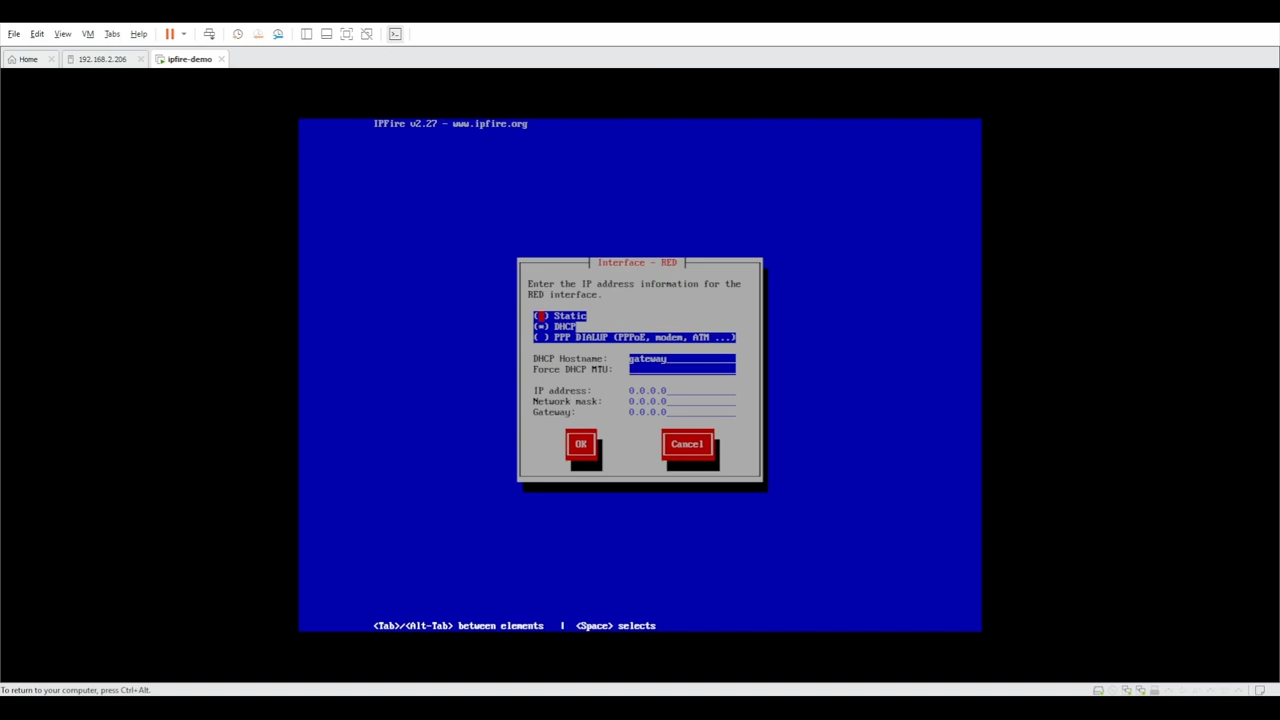 File Edit View VM Tabs Help
Home 192.168.2.206 ipfire-demo
IPFire v2.27 - www.ipfire.org
Interface - RED
Enter the IP address information for the
RED interface.
( ) Static
(*) DHCP
( ) PPP DIALUP (PPPoE, modem, ATM ...)
DHCP Hostname: gateway
Force DHCP MTU:
IP address: 0.0.0.0
Network mask: 0.0.0.0
Gateway: 0.0.0.0
OK Cancel
<Tab>/<Alt-Tab> between elements | <Space> selects
To return to your computer, press Ctrl+Alt.